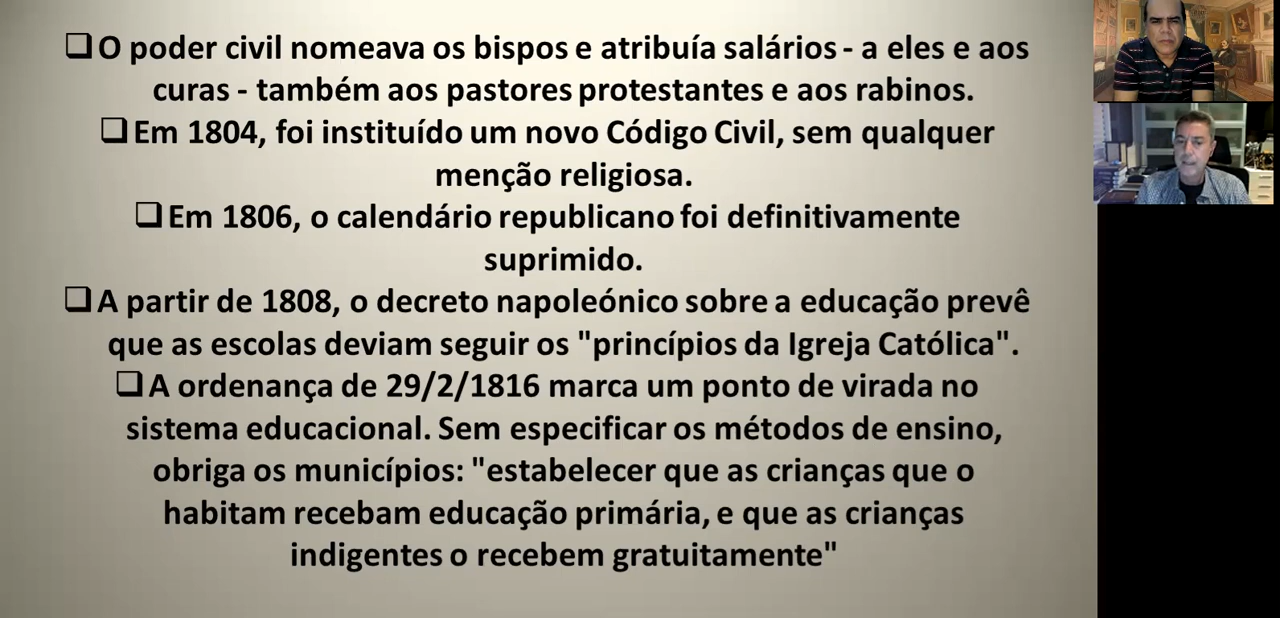 ❑O poder civil nomeava os bispos e atribuía salários - a eles e aos
curas - também aos pastores protestantes e aos rabinos.
❑Em 1804, foi instituído um novo Código Civil, sem qualquer
menção religiosa.
❑Em 1806, o calendário republicano foi definitivamente
suprimido.
❑A partir de 1808, o decreto napoleónico sobre a educação prevê
que as escolas deviam seguir os "princípios da Igreja Católica".
❑A ordenança de 29/2/1816 marca um ponto de virada no
sistema educacional. Sem especificar os métodos de ensino,
obriga os municípios: "estabelecer que as crianças que o
habitam recebam educação primária, e que as crianças
indigentes o recebem gratuitamente"